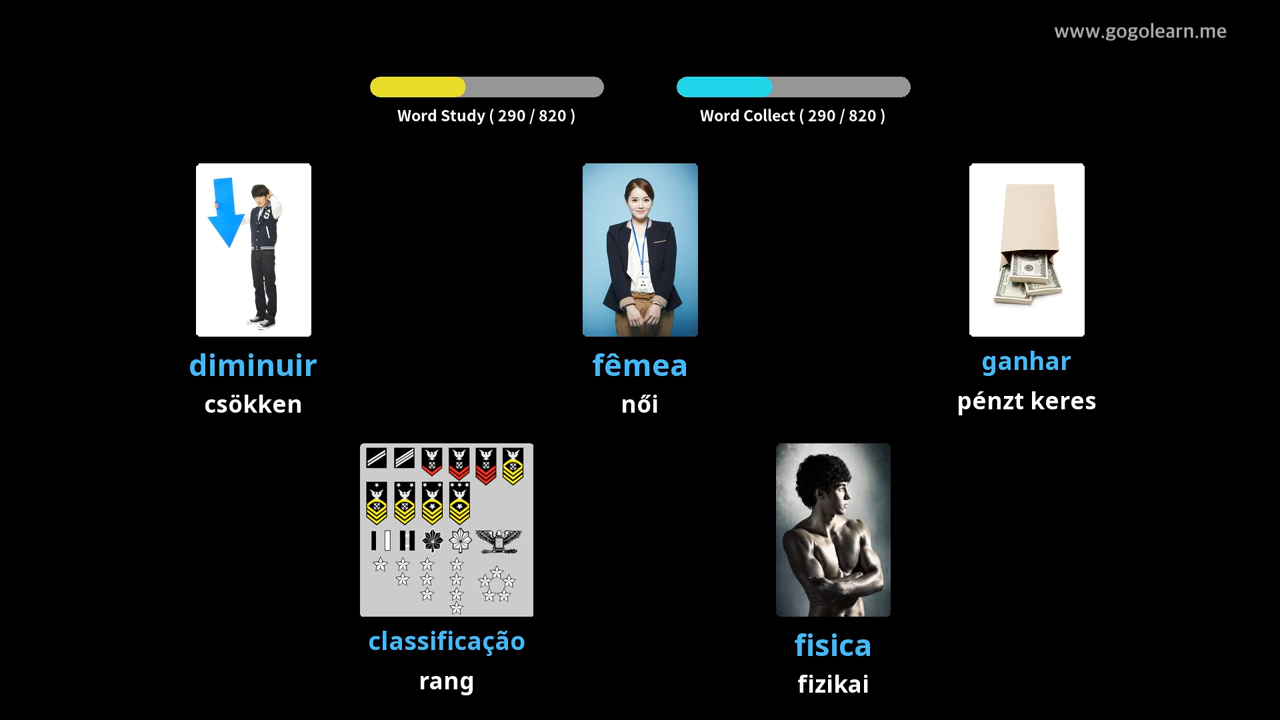 www.gogolearn.me
Word Study ( 290 / 820 )
Word Collect ( 290 / 820 )
diminuir
csökken
fêmea
női
ganhar
pénzt keres
classificação
rang
fisica
fizikai